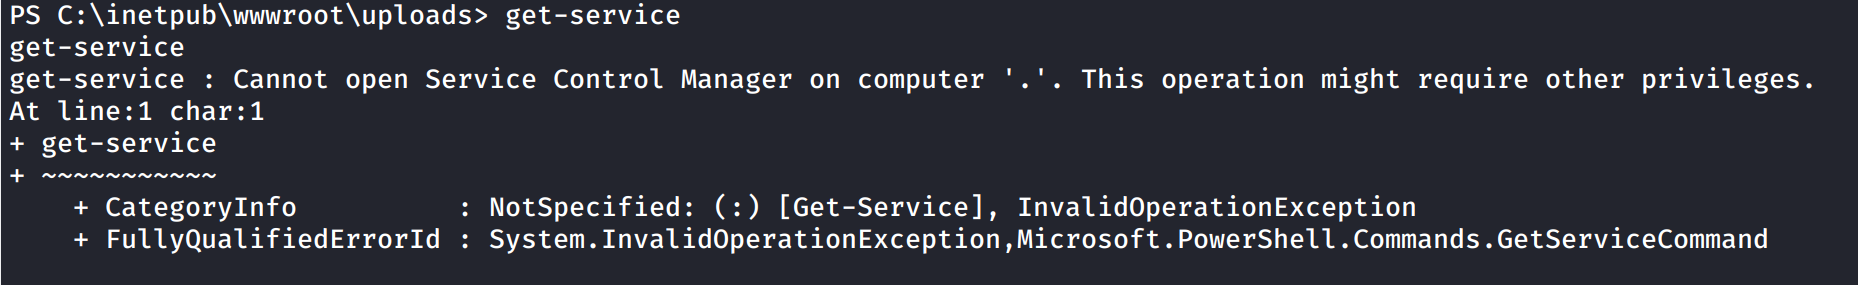 PS C:\inetpub\wwwroot\uploads> get-service
get-service
get-service : Cannot open Service Control Manager on computer '.'. This operation might require other privileges.
At line:1 char:1
+ get-service
+ ~~~~~~~~~~~
    + CategoryInfo          : NotSpecified: (:) [Get-Service], InvalidOperationException
    + FullyQualifiedErrorId : System.InvalidOperationException,Microsoft.PowerShell.Commands.GetServiceCommand